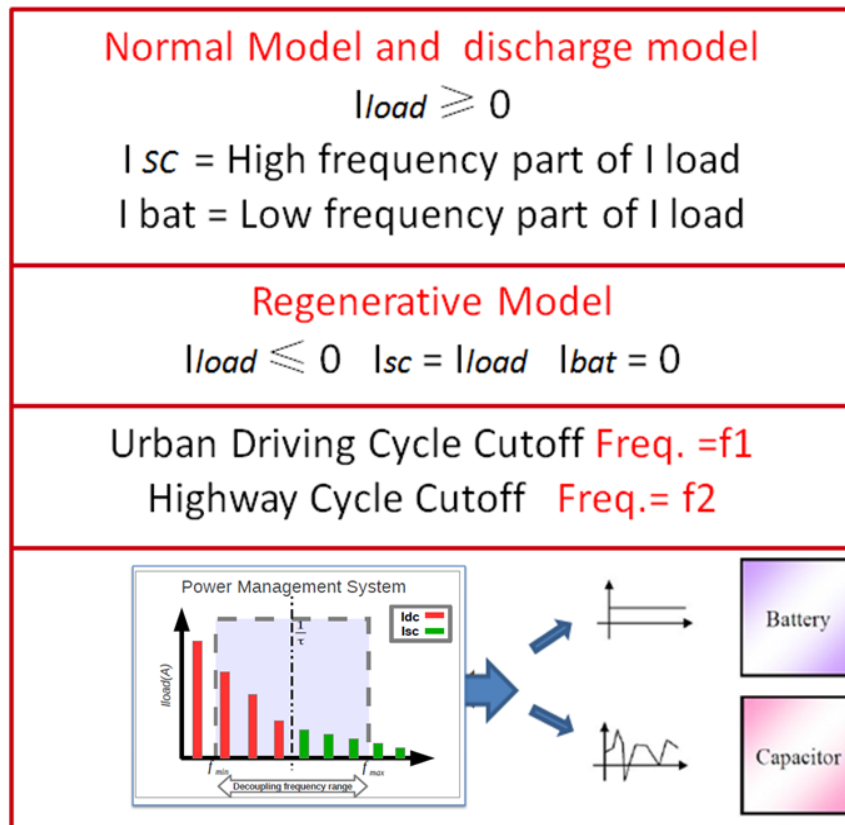 Normal Model and discharge model
Iload ⩾ 0
I sc = High frequency part of I load
I bat = Low frequency part of I load
Regenerative Model
Iload ⩽ 0 Isc = Iload Ibat = 0
Urban Driving Cycle Cutoff Freq. =f1
Highway Cycle Cutoff Freq.= f2
Power Management System
Idc
Isc
1/τ
Iload(A)
f min
f max
Decoupling frequency range
Battery
Capacitor